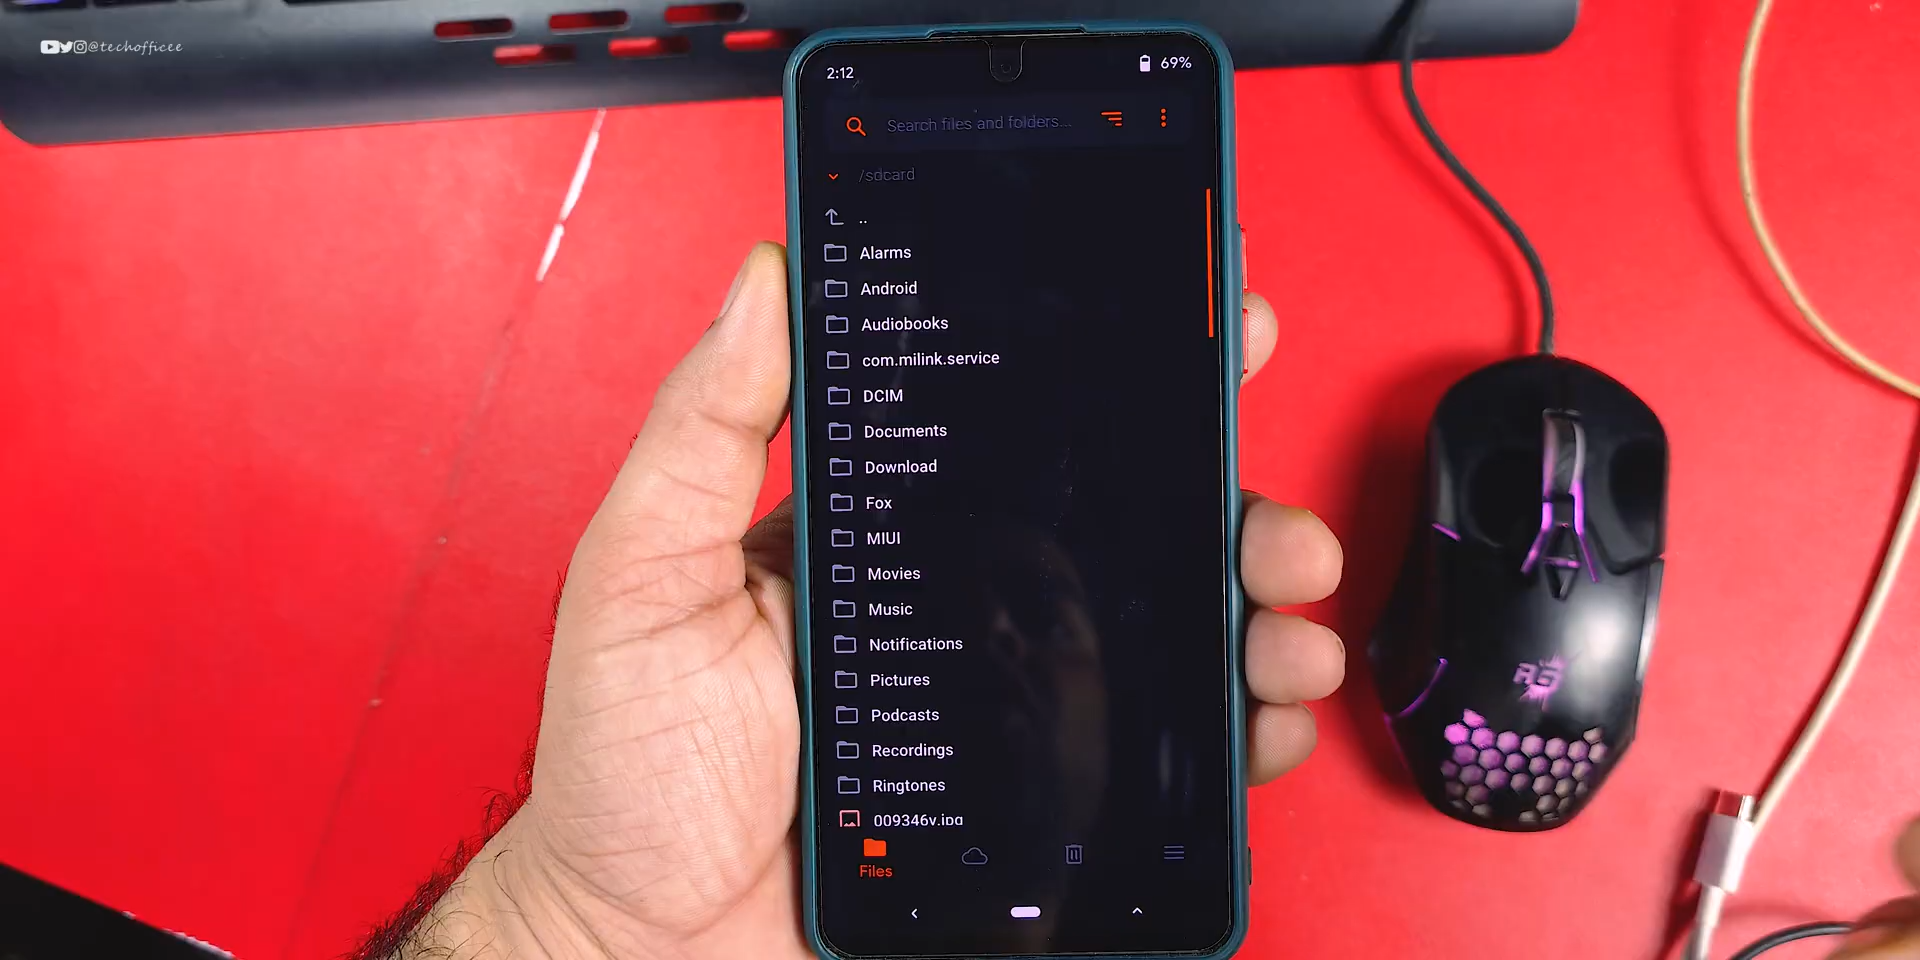 @techofficee
2:12
69%
Search files and folders...
/sdcard
..
Alarms
Android
Audiobooks
com.milink.service
DCIM
Documents
Download
Fox
MIUI
Movies
Music
Notifications
Pictures
Podcasts
Recordings
Ringtones
009346v.jpg
Files